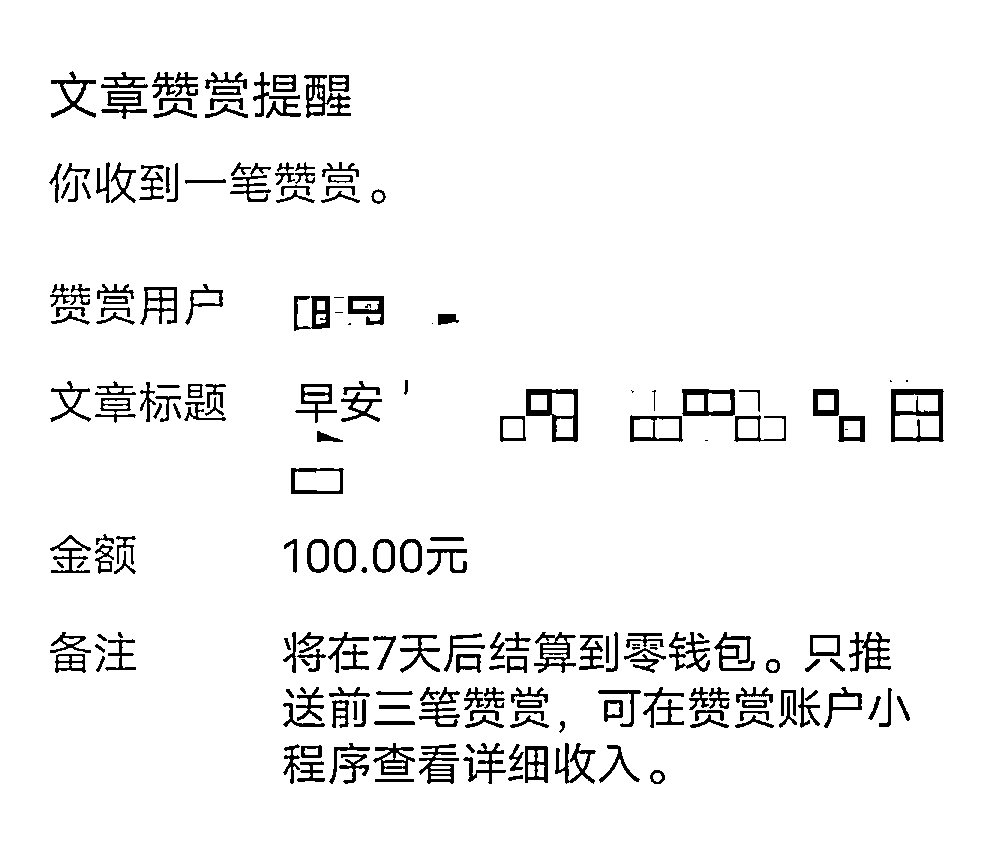 文章赞赏提醒
你收到一笔赞赏。
赞赏用户
文章标题 早安
金额 100.00元
备注 将在7天后结算到零钱包。只推
送前三笔赞赏，可在赞赏账户小
程序查看详细收入。